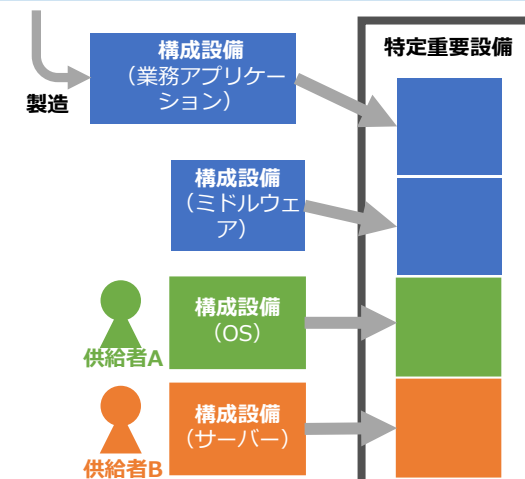 特定重要設備
構成設備
（業務アプリケー
ション）
製造
構成設備
（ミドルウェ
ア）
構成設備
（OS）
供給者A
構成設備
（サーバー）
供給者B